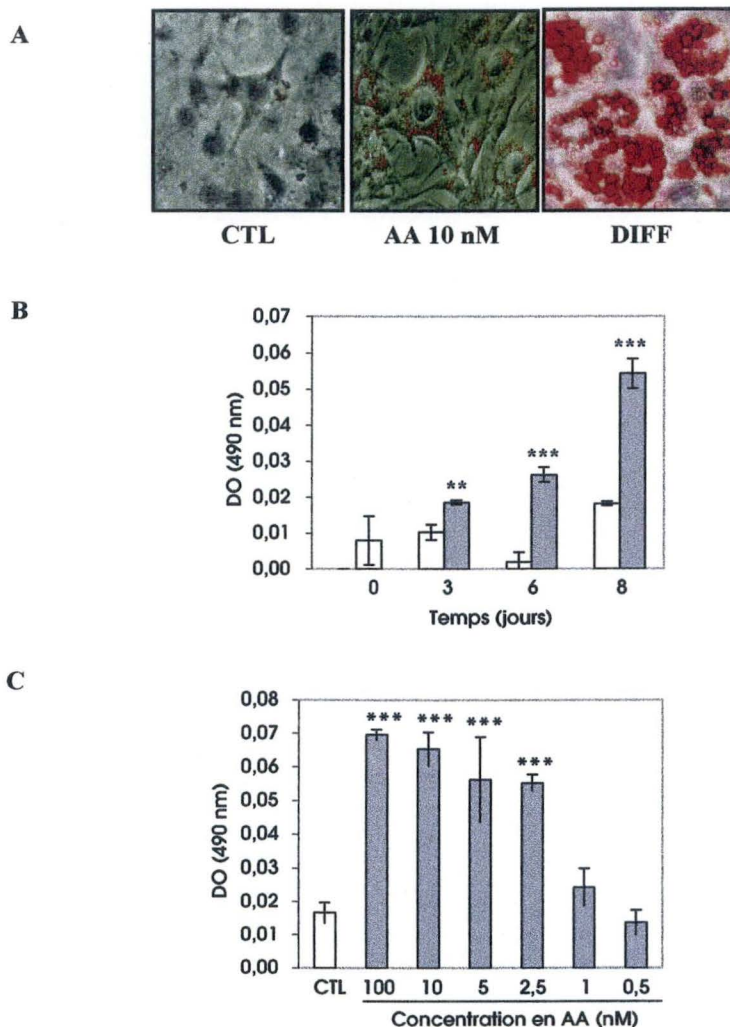 A
CTL AA 10 nM DIFF
B
DO (490 nm)
0,07
0,06
0,05
0,04
0,03
0,02
0,01
0,00
** *** ***
0 3 6 8
Temps (jours)
C
DO (490 nm)
0,08
0,07
0,06
0,05
0,04
0,03
0,02
0,01
0,00
*** *** *** ***
CTL 100 10 5 2,5 1 0,5
Concentration en AA (nM)